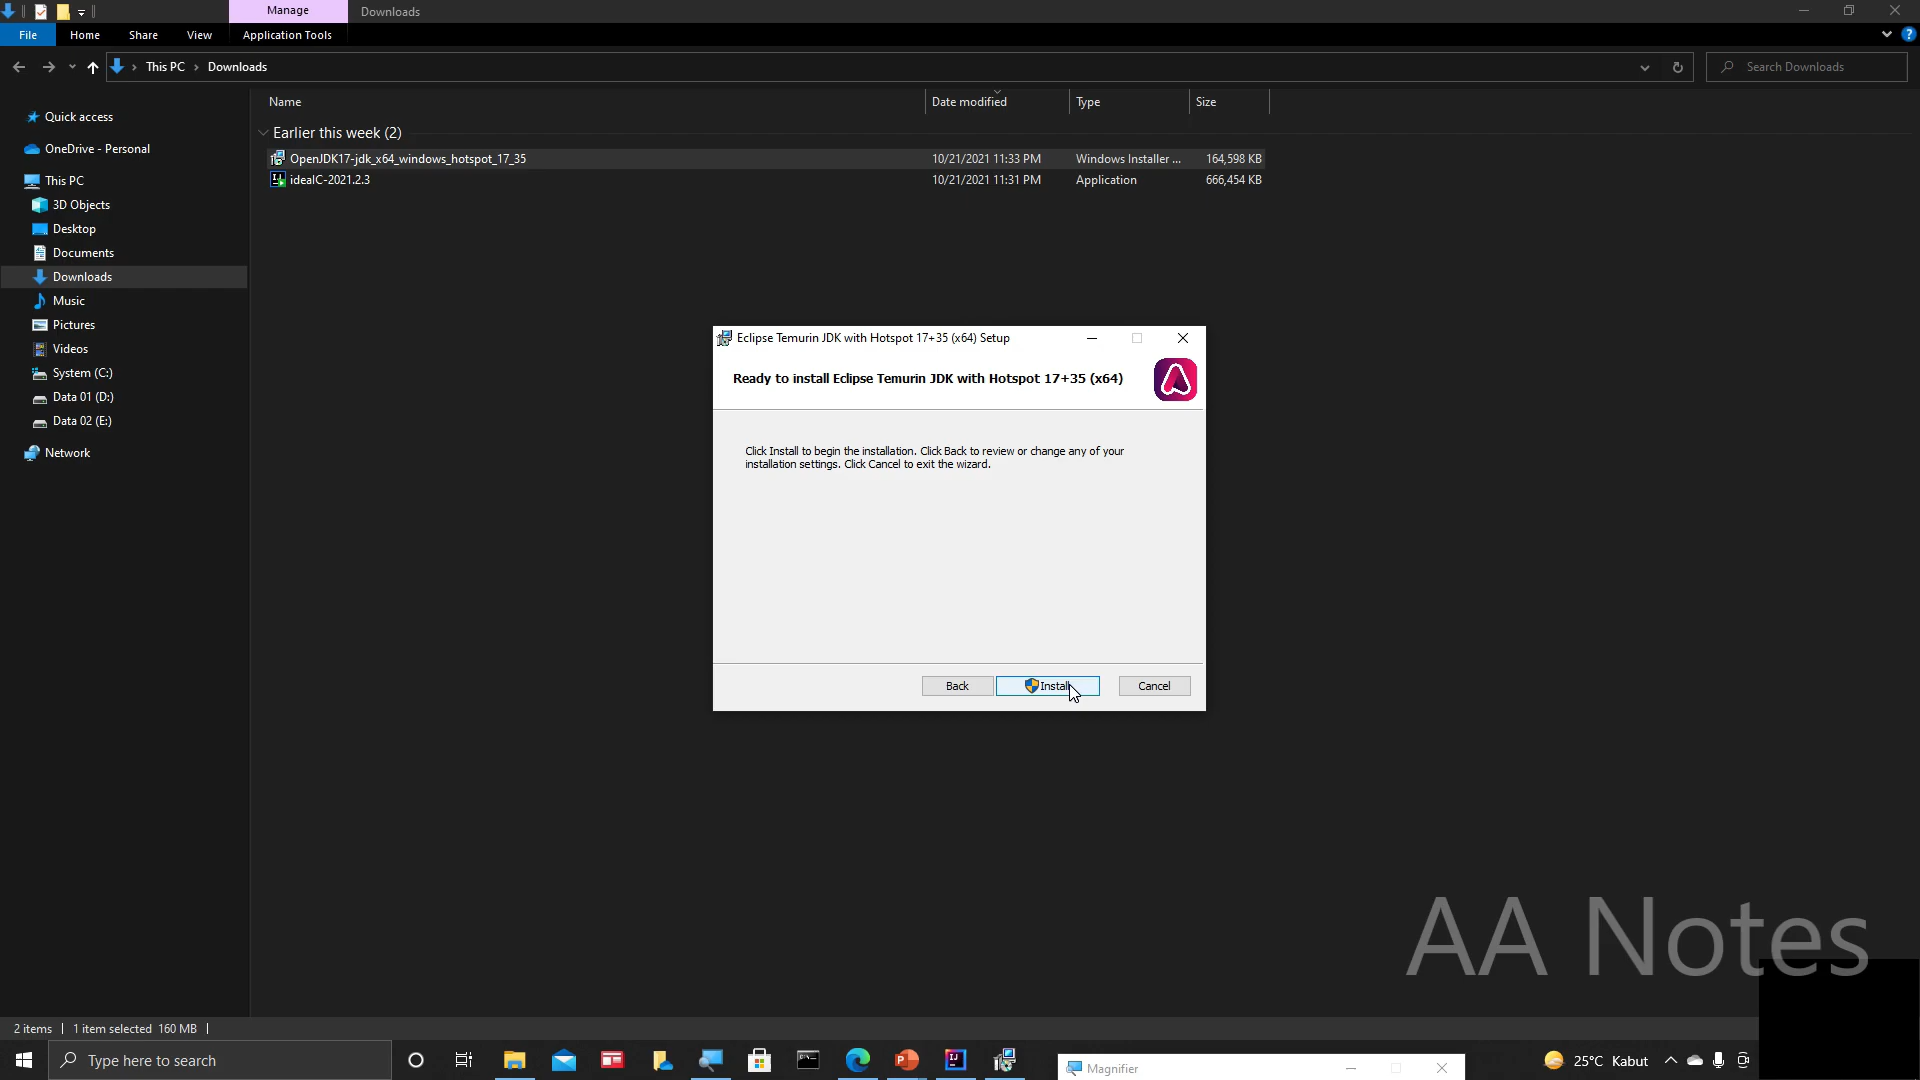 Manage
Downloads
File
Home
Share
View
Application Tools
This PC
Downloads
Search Downloads
Name
Date modified
Type
Size
Quick access
OneDrive - Personal
This PC
3D Objects
Desktop
Documents
Downloads
Music
Pictures
Videos
System (C:)
Data 01 (D:)
Data 02 (E:)
Network
Earlier this week (2)
OpenJDK17-jdk_x64_windows_hotspot_17_35 10/21/2021 11:33 PM Windows Installer ... 164,598 KB
ideaIC-2021.2.3 10/21/2021 11:31 PM Application 666,454 KB
Eclipse Temurin JDK with Hotspot 17+35 (x64) Setup
Ready to install Eclipse Temurin JDK with Hotspot 17+35 (x64)
Click Install to begin the installation. Click Back to review or change any of your
installation settings. Click Cancel to exit the wizard.
Back
Install
Cancel
AA Notes
2 items
1 item selected 160 MB
Type here to search
Magnifier
25°C Kabut